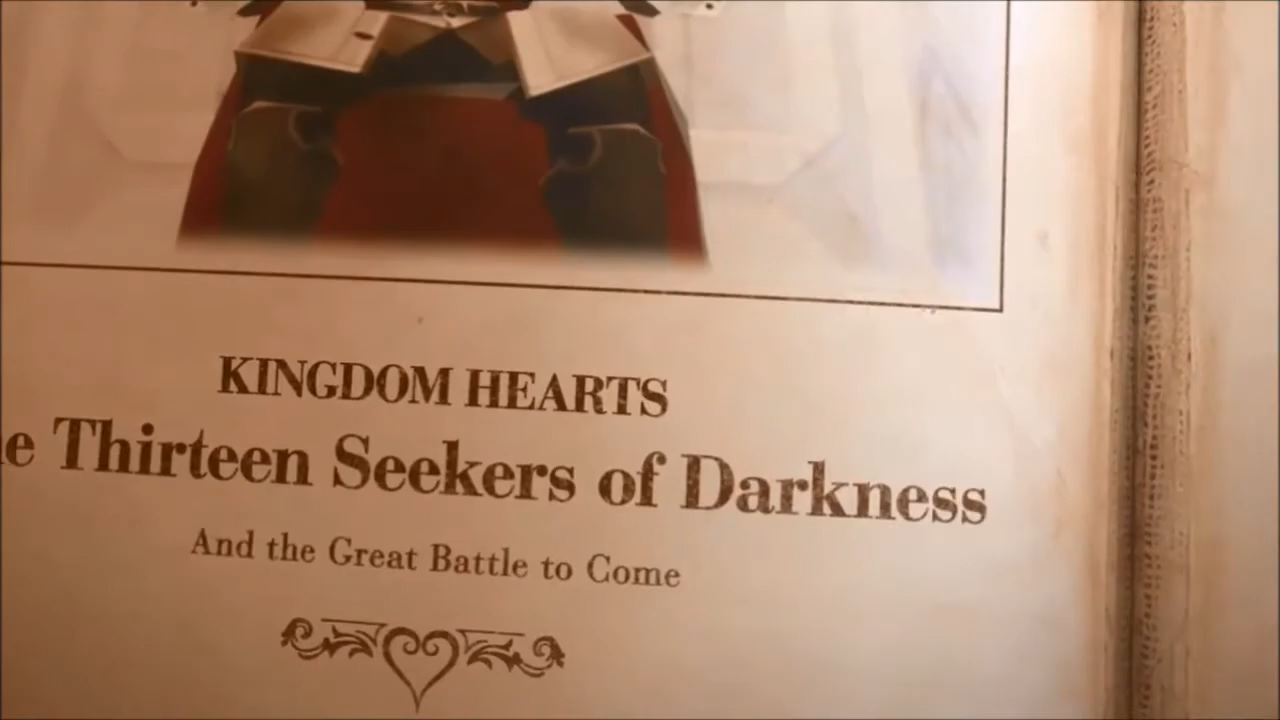 KINGDOM HEARTS
e Thirteen Seekers of Darkness
And the Great Battle to Come